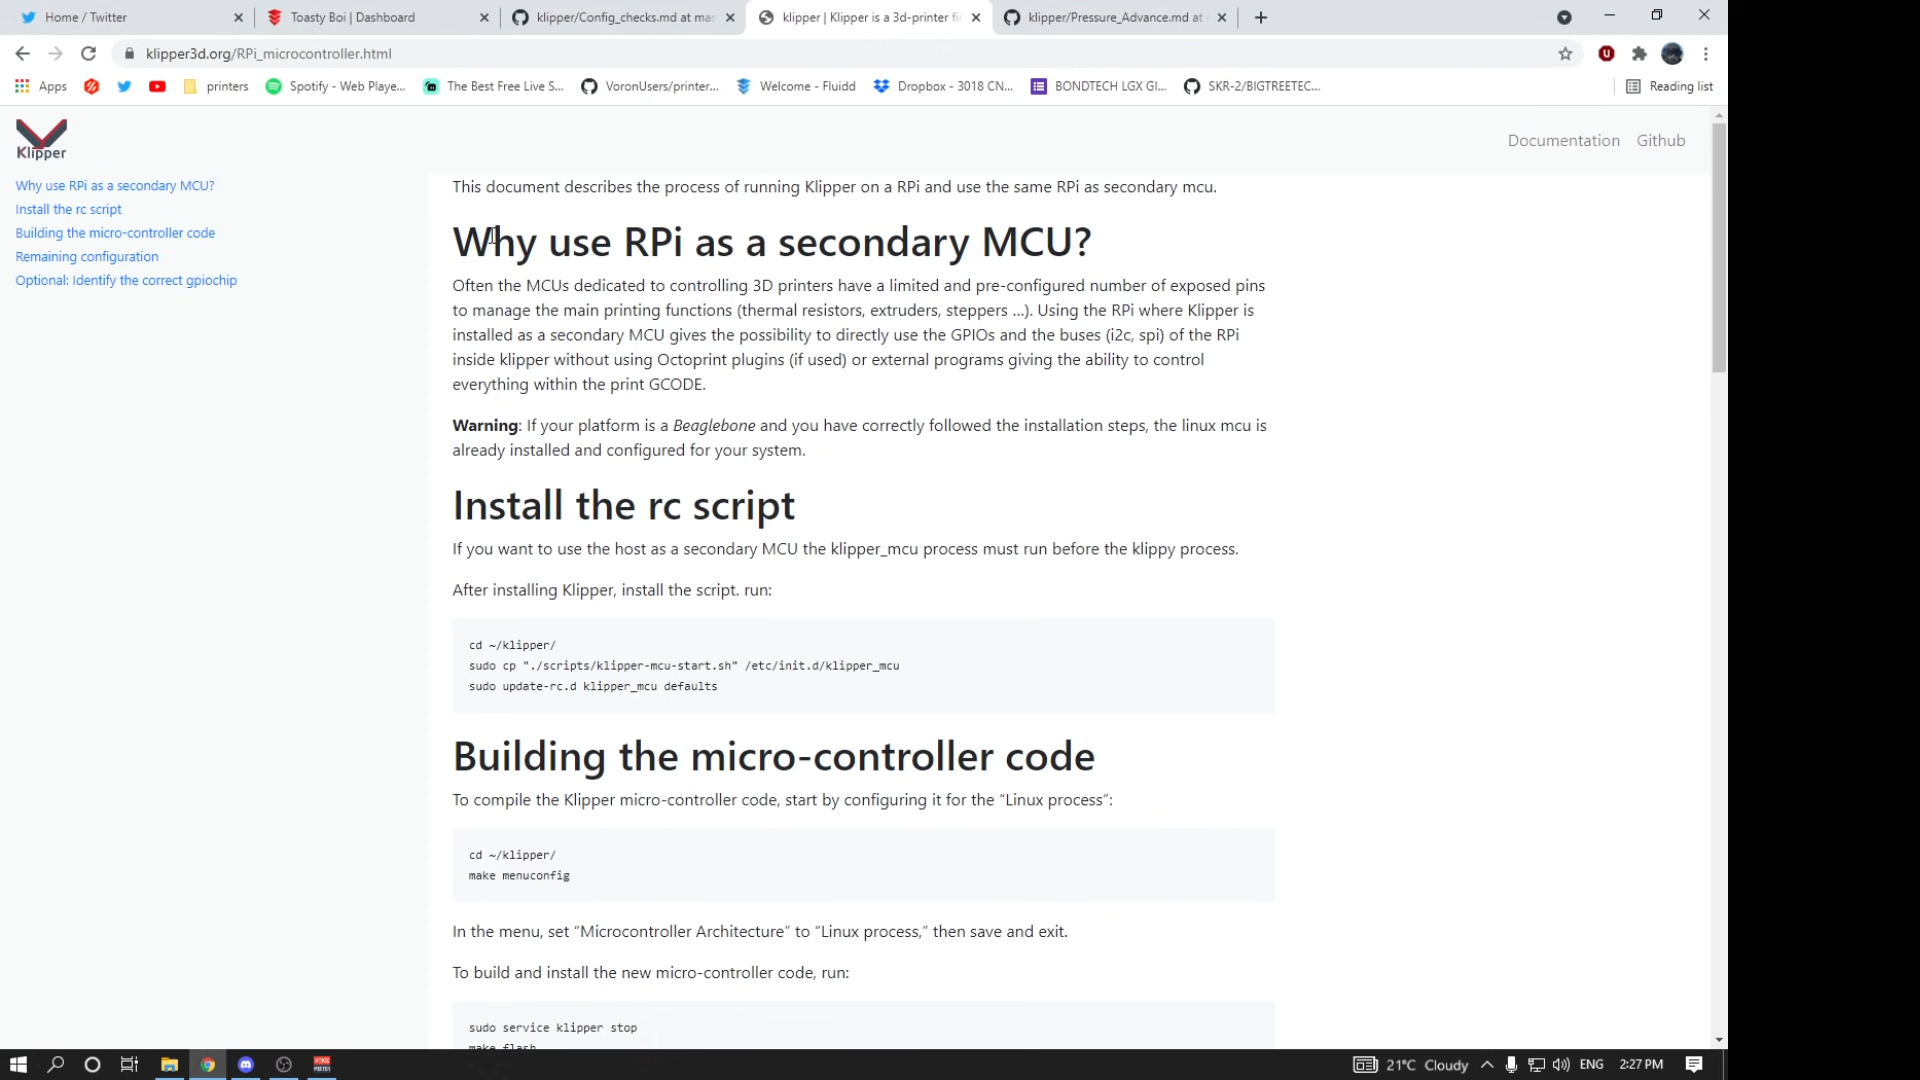 Home / Twitter
Toasty Boi | Dashboard
klipper/Config_checks.md at mas
klipper | Klipper is a 3d-printer fi
klipper/Pressure_Advance.md at
klipper3d.org/RPi_microcontroller.html
Apps
printers
Spotify - Web Playe...
The Best Free Live S...
VoronUsers/printer...
Welcome - Fluidd
Dropbox - 3018 CN...
BONDTECH LGX GI...
SKR-2/BIGTREETEC...
Reading list
Klipper
Documentation Github
Why use RPi as a secondary MCU?
Install the rc script
Building the micro-controller code
Remaining configuration
Optional: Identify the correct gpiochip
This document describes the process of running Klipper on a RPi and use the same RPi as secondary mcu.
Why use RPi as a secondary MCU?
Often the MCUs dedicated to controlling 3D printers have a limited and pre-configured number of exposed pins
to manage the main printing functions (thermal resistors, extruders, steppers ...). Using the RPi where Klipper is
installed as a secondary MCU gives the possibility to directly use the GPIOs and the buses (i2c, spi) of the RPi
inside klipper without using Octoprint plugins (if used) or external programs giving the ability to control
everything within the print GCODE.
Warning: If your platform is a Beaglebone and you have correctly followed the installation steps, the linux mcu is
already installed and configured for your system.
Install the rc script
If you want to use the host as a secondary MCU the klipper_mcu process must run before the klippy process.
After installing Klipper, install the script. run:
cd ~/klipper/
sudo cp "./scripts/klipper-mcu-start.sh" /etc/init.d/klipper_mcu
sudo update-rc.d klipper_mcu defaults
Building the micro-controller code
To compile the Klipper micro-controller code, start by configuring it for the “Linux process”:
cd ~/klipper/
make menuconfig
In the menu, set “Microcontroller Architecture” to “Linux process,” then save and exit.
To build and install the new micro-controller code, run:
sudo service klipper stop
make flash
21°C Cloudy
ENG
2:27 PM